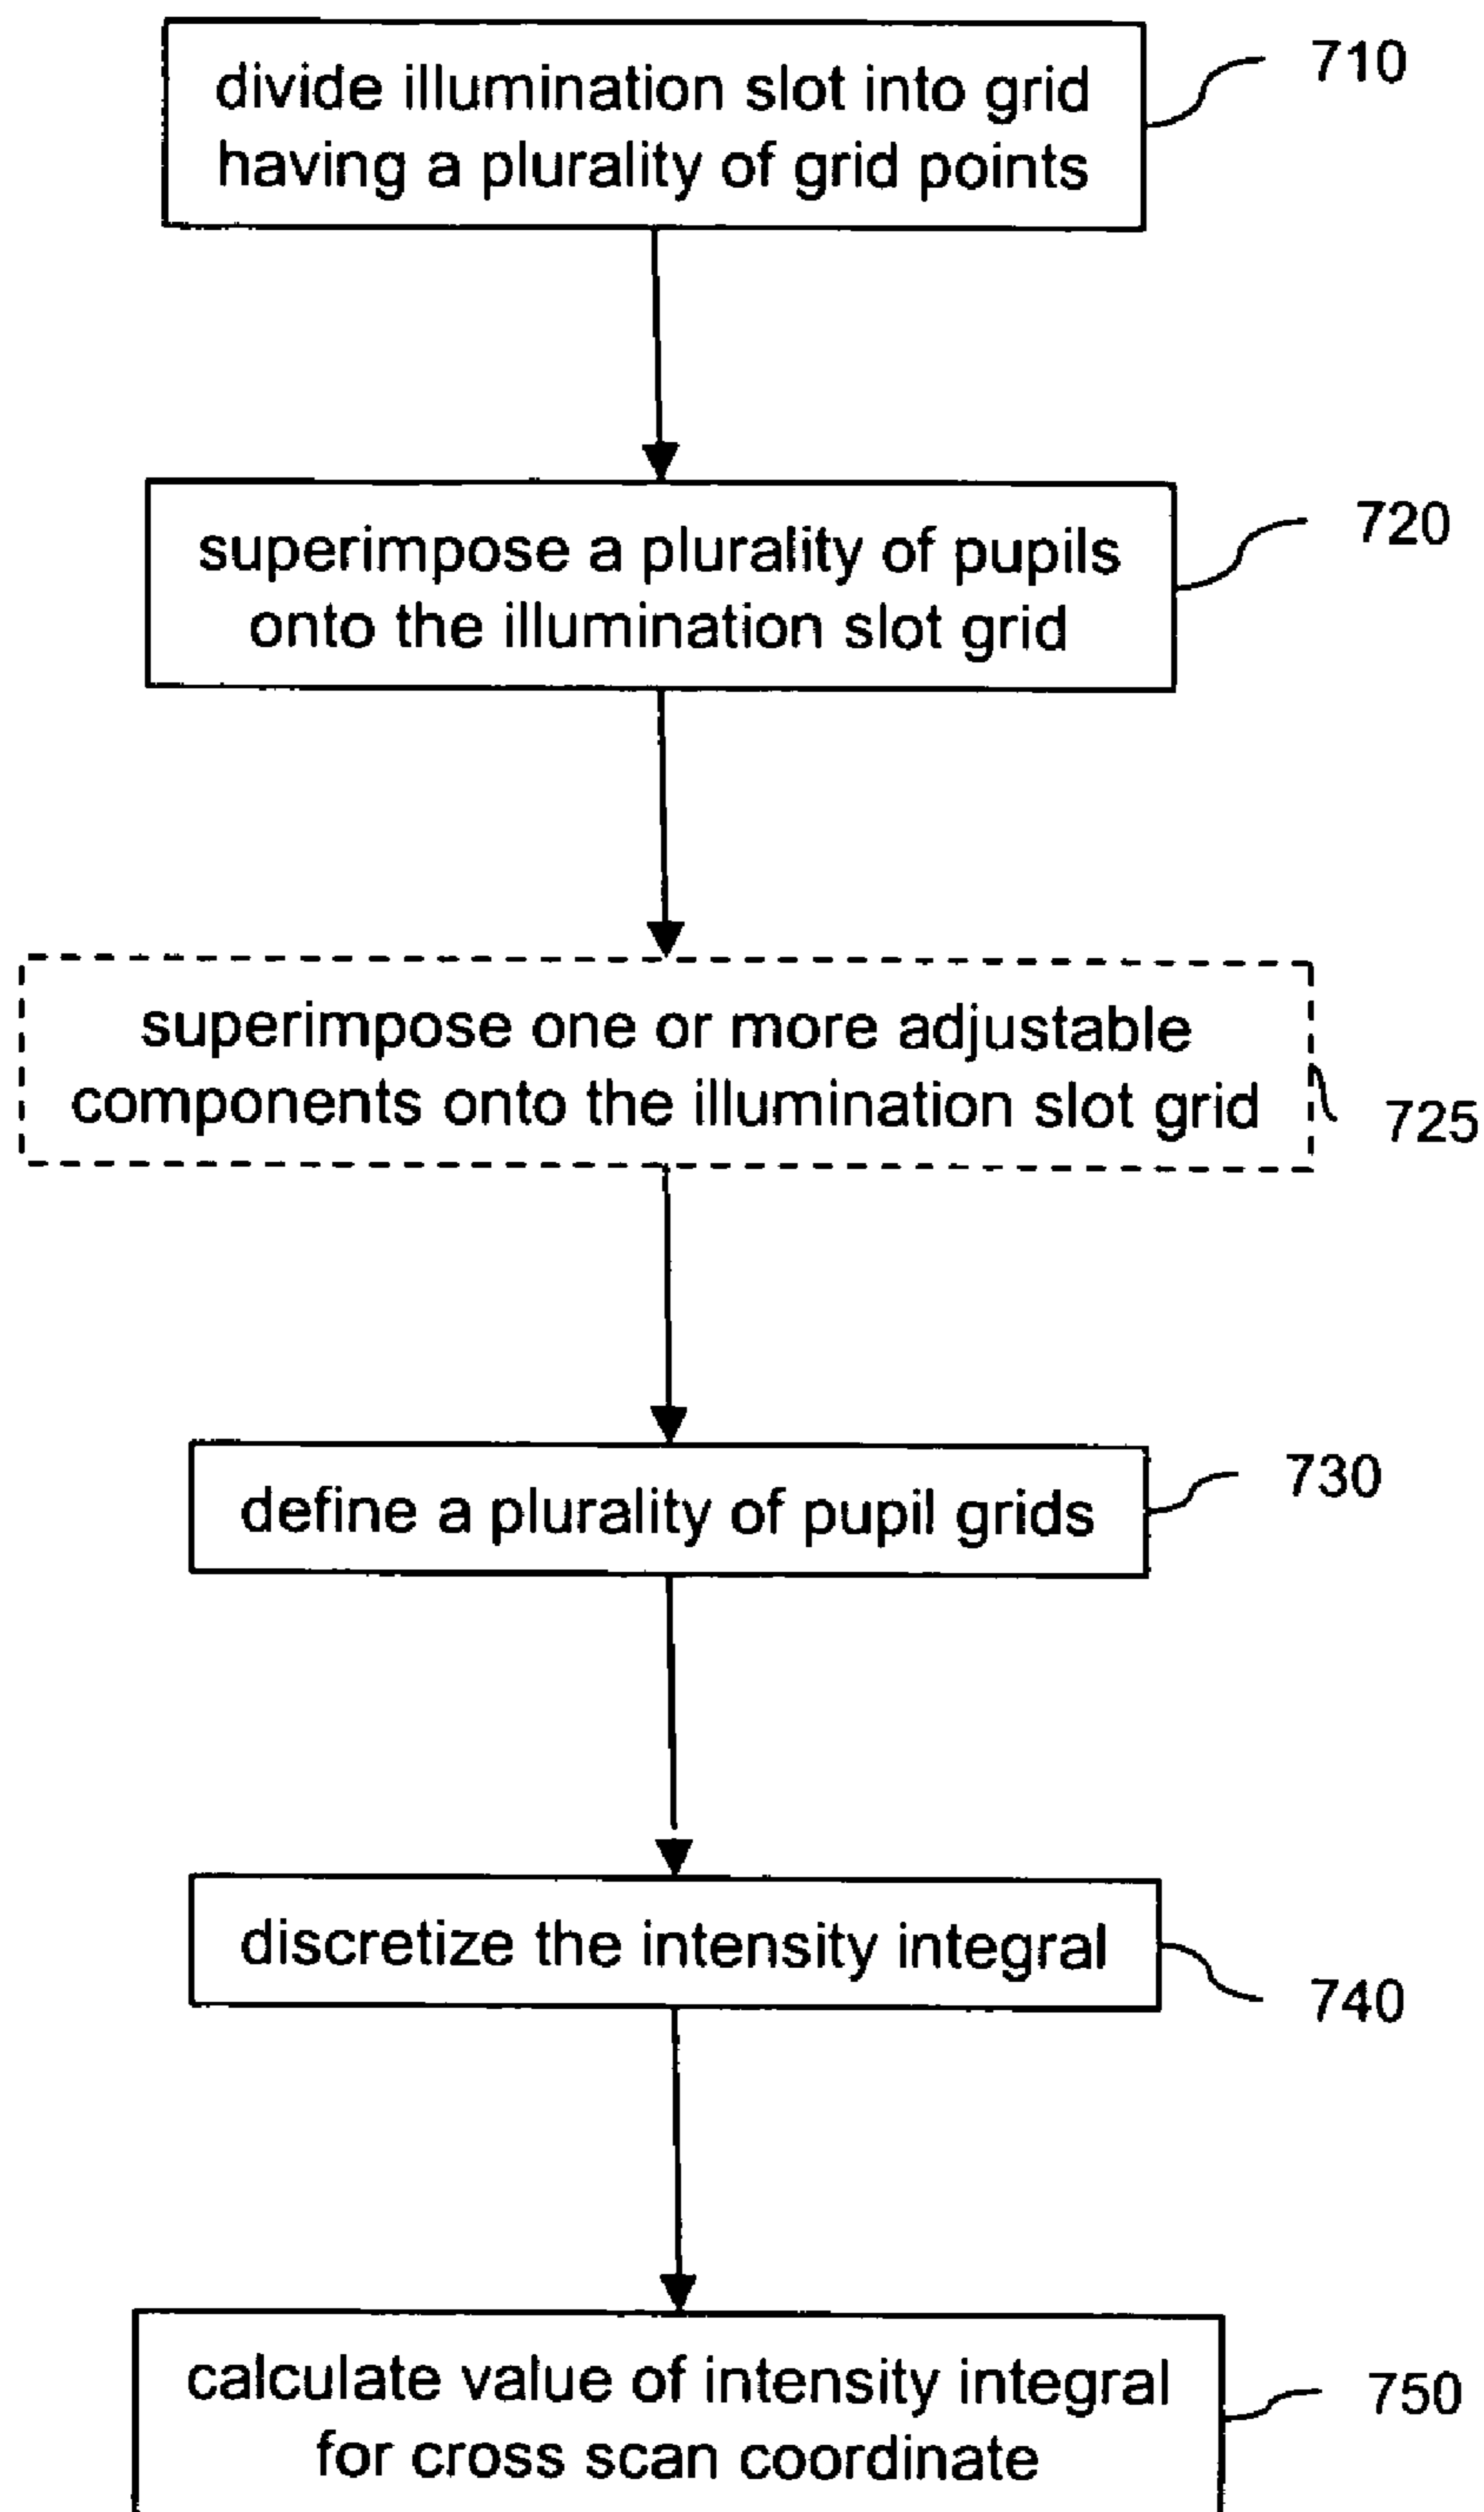 divide illumination slot into grid
having a plurality of grid points
710
superimpose a plurality of pupils
onto the illumination slot grid
720
superimpose one or more adjustable
components onto the illumination slot grid
725
define a plurality of pupil grids
730
discretize the intensity integral
740
calculate value of intensity integral
for cross scan coordinate
750